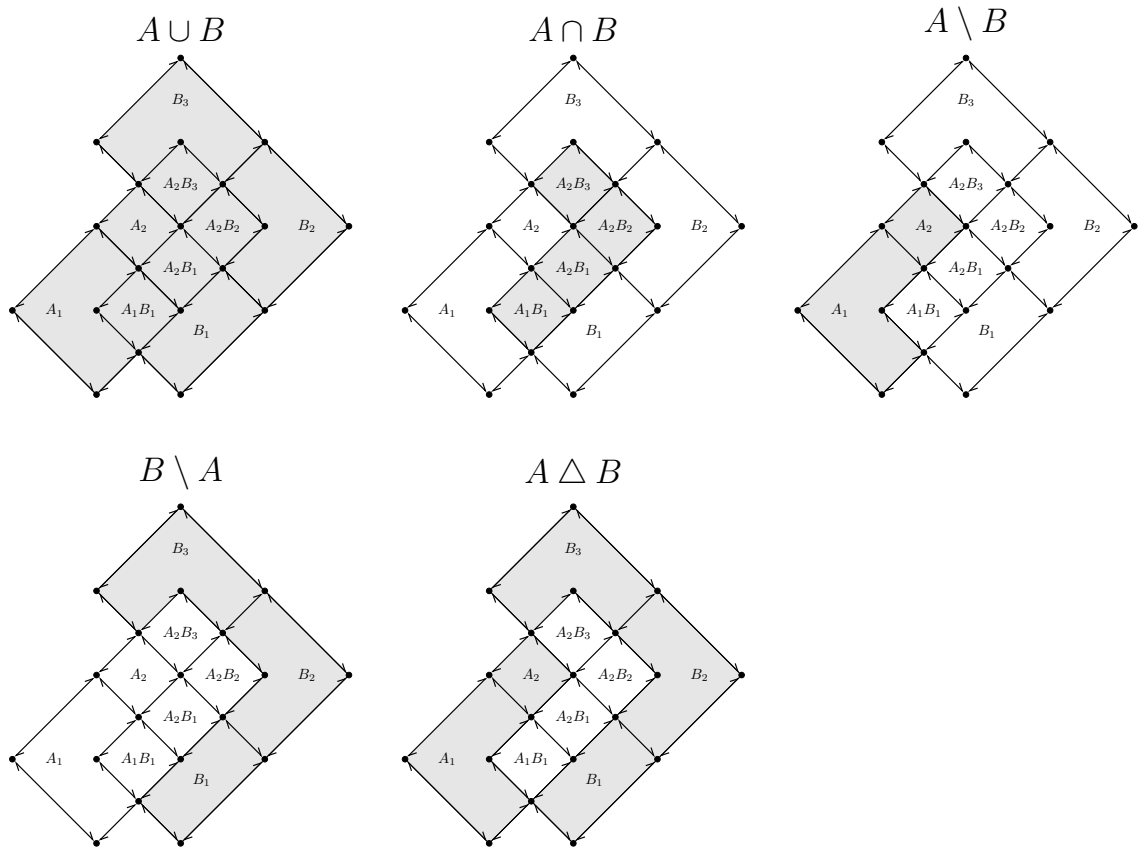 A ∪ B
A ∩ B
A \ B
B₃
A₂B₃
A₂
A₂B₂
B₂
A₂B₁
A₁
A₁B₁
B₁
B₃
A₂B₃
A₂
A₂B₂
B₂
A₂B₁
A₁
A₁B₁
B₁
B₃
A₂B₃
A₂
A₂B₂
B₂
A₂B₁
A₁
A₁B₁
B₁
B \ A
A △ B
B₃
A₂B₃
A₂
A₂B₂
B₂
A₂B₁
A₁
A₁B₁
B₁
B₃
A₂B₃
A₂
A₂B₂
B₂
A₂B₁
A₁
A₁B₁
B₁